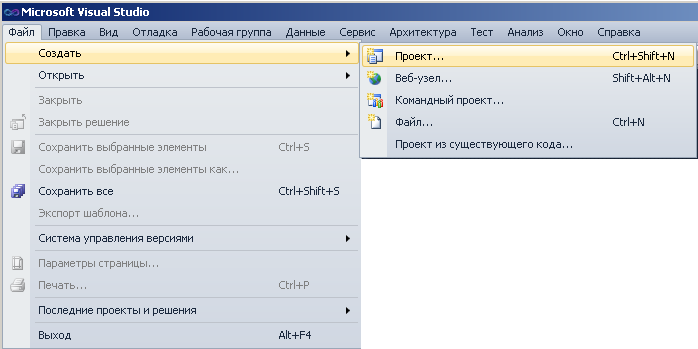 Microsoft Visual Studio
Файл Правка Вид Отладка Рабочая группа Данные Сервис Архитектура Тест Анализ Окно Справка
Создать
Открыть
Закрыть
Закрыть решение
Сохранить выбранные элементы Ctrl+S
Сохранить выбранные элементы как...
Сохранить все Ctrl+Shift+S
Экспорт шаблона...
Система управления версиями
Параметры страницы...
Печать... Ctrl+P
Последние проекты и решения
Выход Alt+F4
Проект... Ctrl+Shift+N
Веб-узел... Shift+Alt+N
Командный проект...
Файл... Ctrl+N
Проект из существующего кода...